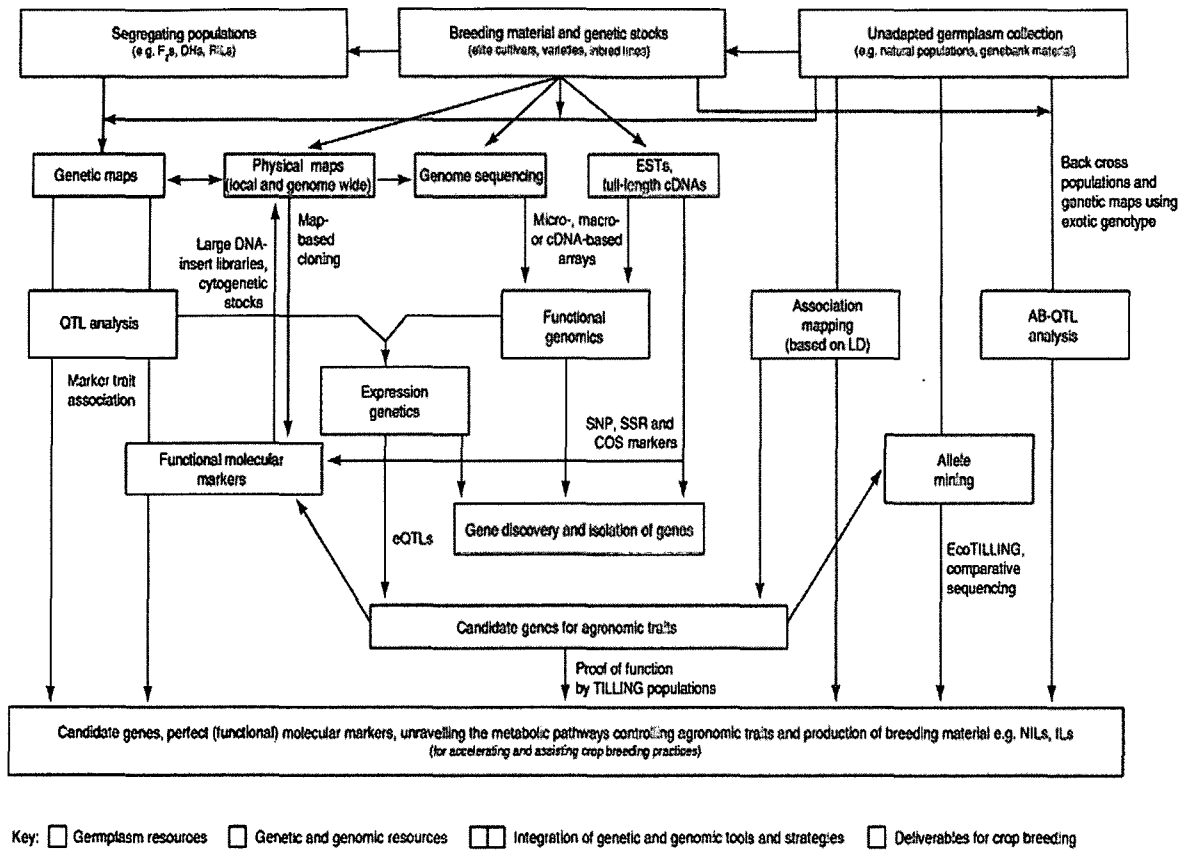 Segregating populations
(e.g. F2s, DHs, RILs)
Breeding material and genetic stocks
(elite cultivers, varieties, inbred lines)
Unadapted germplasm collection
(e.g. natural populations, genebank material)
Genetic maps
Physical maps
(local and genome wide)
Genome sequencing
ESTs,
full-length cDNAs
Back cross
populations and
genetic maps using
exotic genotype
Large DNA-
insert libraries,
cytogenetic
stocks
Map-
based
cloning
Micro-, macro-
or cDNA-based
arrays
QTL analysis
Functional
genomics
Association
mapping
(based on LD)
AB-QTL
analysis
Marker trait
association
Expression
genetics
SNP, SSR and
COS markers
Functional molecular
markers
Allele
mining
Gene discovery and isolation of genes
eQTLs
EcoTILLING,
comparative
sequencing
Candidate genes for agronomic traits
Proof of function
by TILLING populations
Candidate genes, perfect (functional) molecular markers, unravelling the metabolic pathways controlling agronomic traits and production of breeding material e.g. NILs, ILs
(for accelerating and assisting crop breeding practices)
Key: Germplasm resources Genetic and genomic resources Integration of genetic and genomic tools and strategies Deliverables for crop breeding